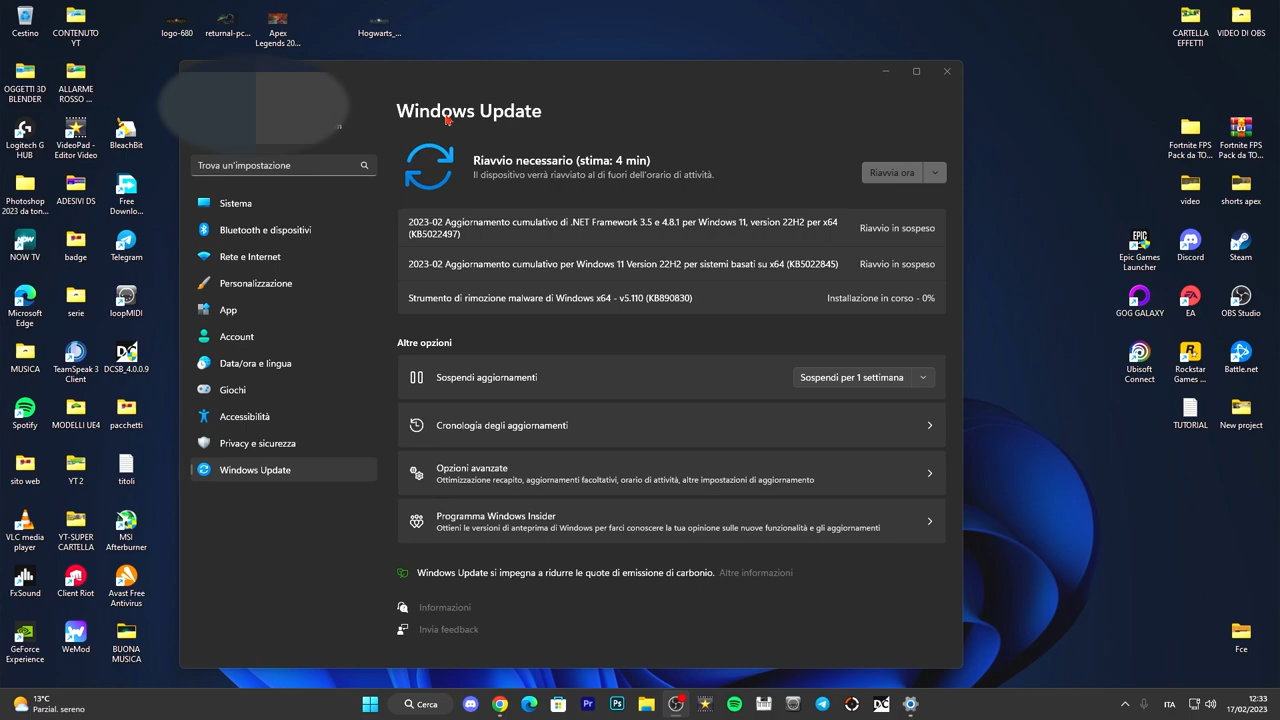 Cestino
CONTENUTO
YT
logo-680
returnal-pc...
Apex
Legends 20...
Hogwarts_...
CARTELLA
EFFETTI
VIDEO DI OBS
OGGETTI 3D
BLENDER
ALLARME
ROSSO ...
Logitech G
HUB
VideoPad -
Editor Video
BleachBit
Photoshop
2023 da ton...
ADESIVI DS
Free
Downlo...
NOW TV
badge
Telegram
Microsoft
Edge
serie
loopMIDI
MUSICA
TeamSpeak 3
Client
DCSB_4.0.0.9
Spotify
MODELLI UE4
pacchetti
sito web
YT 2
titoli
VLC media
player
YT-SUPER
CARTELLA
MSI
Afterburner
FxSound
Client Riot
Avast Free
Antivirus
GeForce
Experience
WeMod
BUONA
MUSICA
Trova un'impostazione
Sistema
Bluetooth e dispositivi
Rete e Internet
Personalizzazione
App
Account
Data/ora e lingua
Giochi
Accessibilità
Privacy e sicurezza
Windows Update
Windows Update
Riavvio necessario (stima: 4 min)
Il dispositivo verrà riavviato al di fuori dell'orario di attività.
Riavvia ora
2023-02 Aggiornamento cumulativo di .NET Framework 3.5 e 4.8.1 per Windows 11, version 22H2 per x64
(KB5022497)
Riavvio in sospeso
2023-02 Aggiornamento cumulativo per Windows 11 Version 22H2 per sistemi basati su x64 (KB5022845)
Riavvio in sospeso
Strumento di rimozione malware di Windows x64 - v5.110 (KB890830)
Installazione in corso - 0%
Altre opzioni
Sospendi aggiornamenti
Sospendi per 1 settimana
Cronologia degli aggiornamenti
Opzioni avanzate
Ottimizzazione recapito, aggiornamenti facoltativi, orario di attività, altre impostazioni di aggiornamento
Programma Windows Insider
Ottieni le versioni di anteprima di Windows per farci conoscere la tua opinione sulle nuove funzionalità e gli aggiornamenti
Windows Update si impegna a ridurre le quote di emissione di carbonio. Altre informazioni
Informazioni
Invia feedback
Fortnite FPS
Pack da TO...
Fortnite FPS
Pack da TO...
video
shorts apex
Epic Games
Launcher
Discord
Steam
GOG GALAXY
EA
OBS Studio
Ubisoft
Connect
Rockstar
Games ...
Battle.net
TUTORIAL
New project
Fce
13°C
Parzial. sereno
Cerca
ITA
12:33
17/02/2023